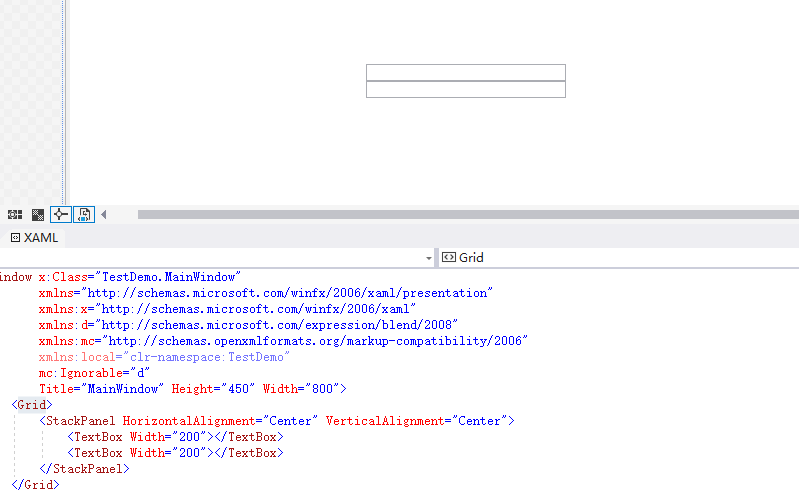 XAML
Grid
indow x:Class="TestDemo.MainWindow"
xmlns="http://schemas.microsoft.com/winfx/2006/xaml/presentation"
xmlns:x="http://schemas.microsoft.com/winfx/2006/xaml"
xmlns:d="http://schemas.microsoft.com/expression/blend/2008"
xmlns:mc="http://schemas.openxmlformats.org/markup-compatibility/2006"
xmlns:local="clr-namespace:TestDemo"
mc:Ignorable="d"
Title="MainWindow" Height="450" Width="800">
<Grid>
<StackPanel HorizontalAlignment="Center" VerticalAlignment="Center">
<TextBox Width="200"></TextBox>
<TextBox Width="200"></TextBox>
</StackPanel>
</Grid>